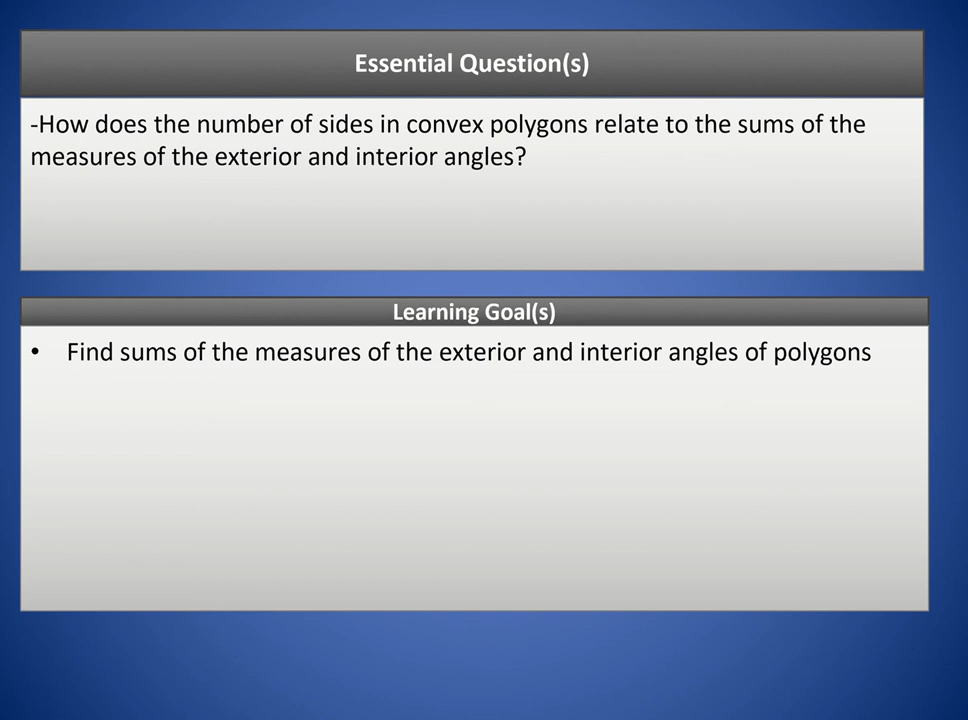 Essential Question(s)
-How does the number of sides in convex polygons relate to the sums of the
measures of the exterior and interior angles?
Learning Goal(s)
• Find sums of the measures of the exterior and interior angles of polygons